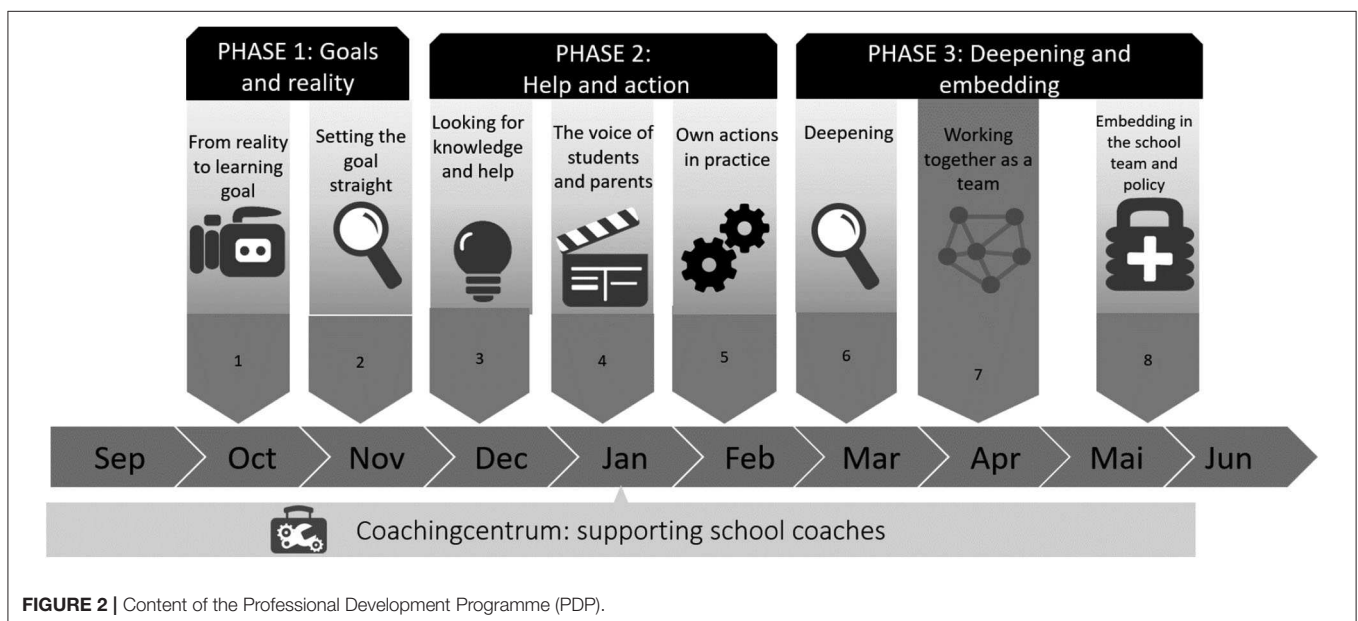 PHASE 1: Goals
and reality
PHASE 2:
Help and action
PHASE 3: Deepening and
embedding
From reality
to learning
goal
Setting the
goal
straight
Looking for
knowledge
and help
The voice of
students
and parents
Own actions
in practice
Deepening
Working
together as a
team
Embedding in
the school
team and
policy
1
2
3
4
5
6
7
8
Sep
Oct
Nov
Dec
Jan
Feb
Mar
Apr
Mai
Jun
Coachingcentrum: supporting school coaches
FIGURE 2 | Content of the Professional Development Programme (PDP).